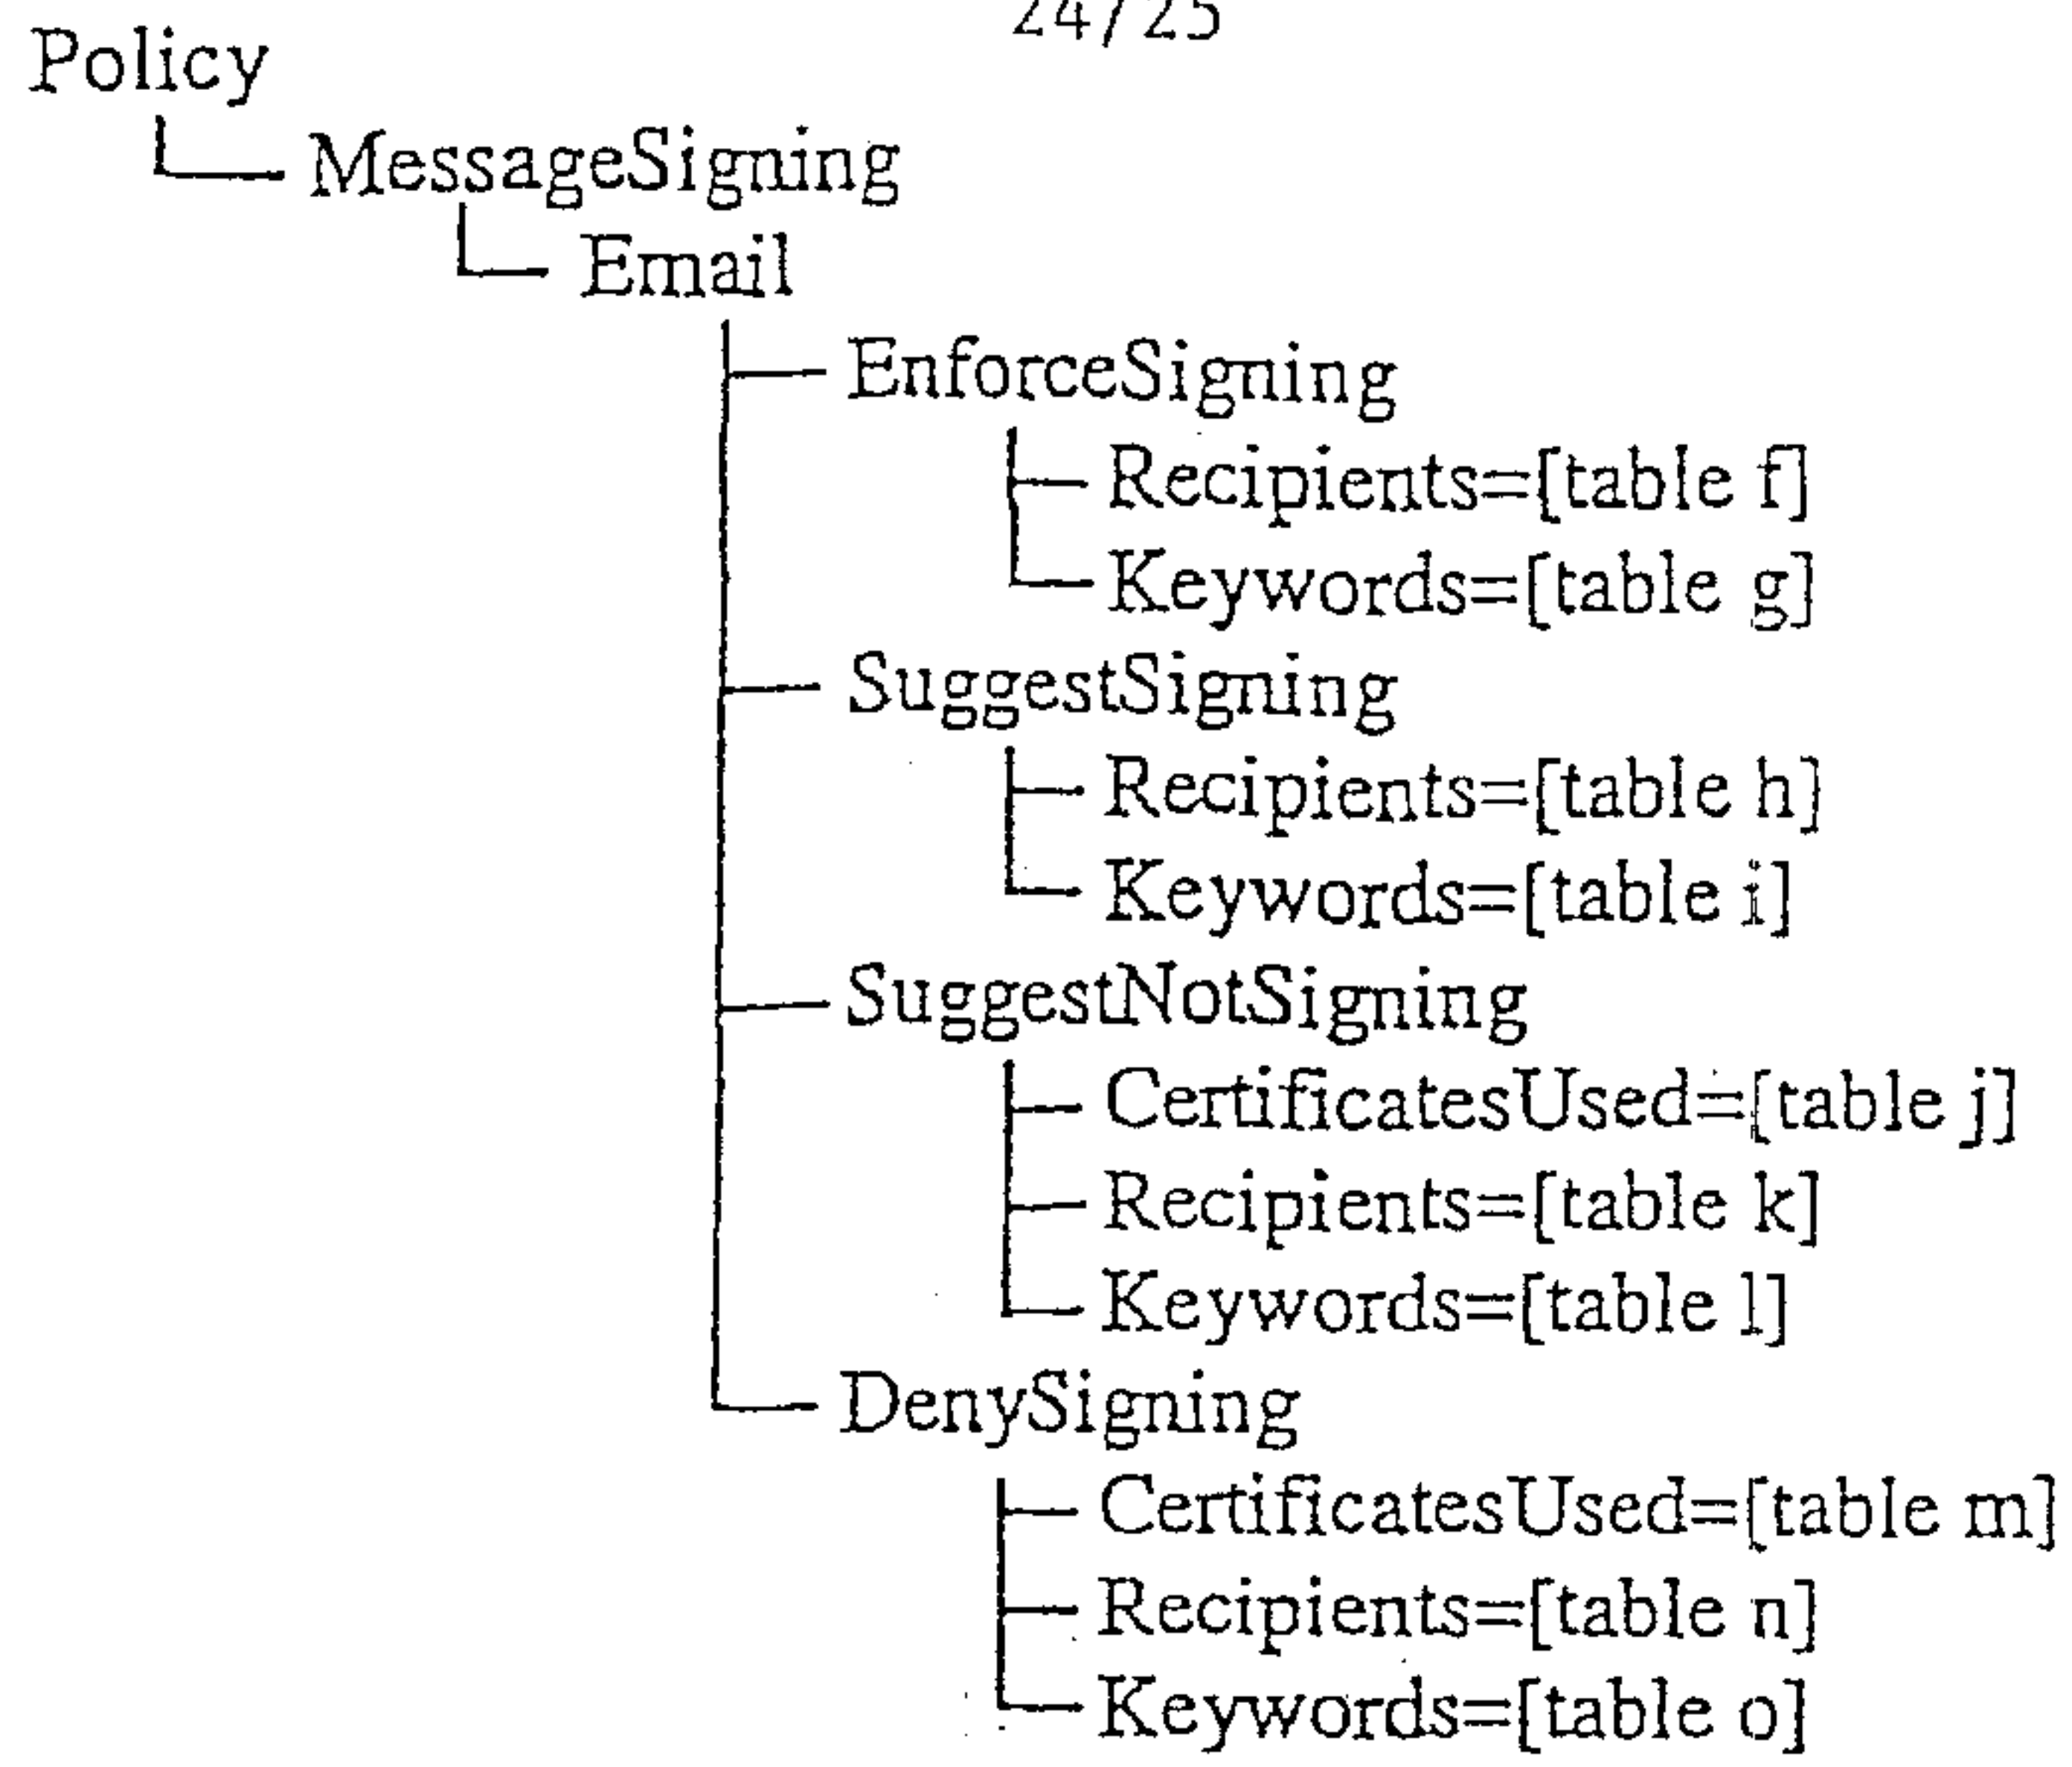 24/25
Policy
MessageSigning
Email
EnforceSigning
Recipients=[table f]
Keywords=[table g]
SuggestSigning
Recipients=[table h]
Keywords=[table i]
SuggestNotSigning
CertificatesUsed=[table j]
Recipients=[table k]
Keywords=[table l]
DenySigning
CertificatesUsed=[table m]
Recipients=[table n]
Keywords=[table o]